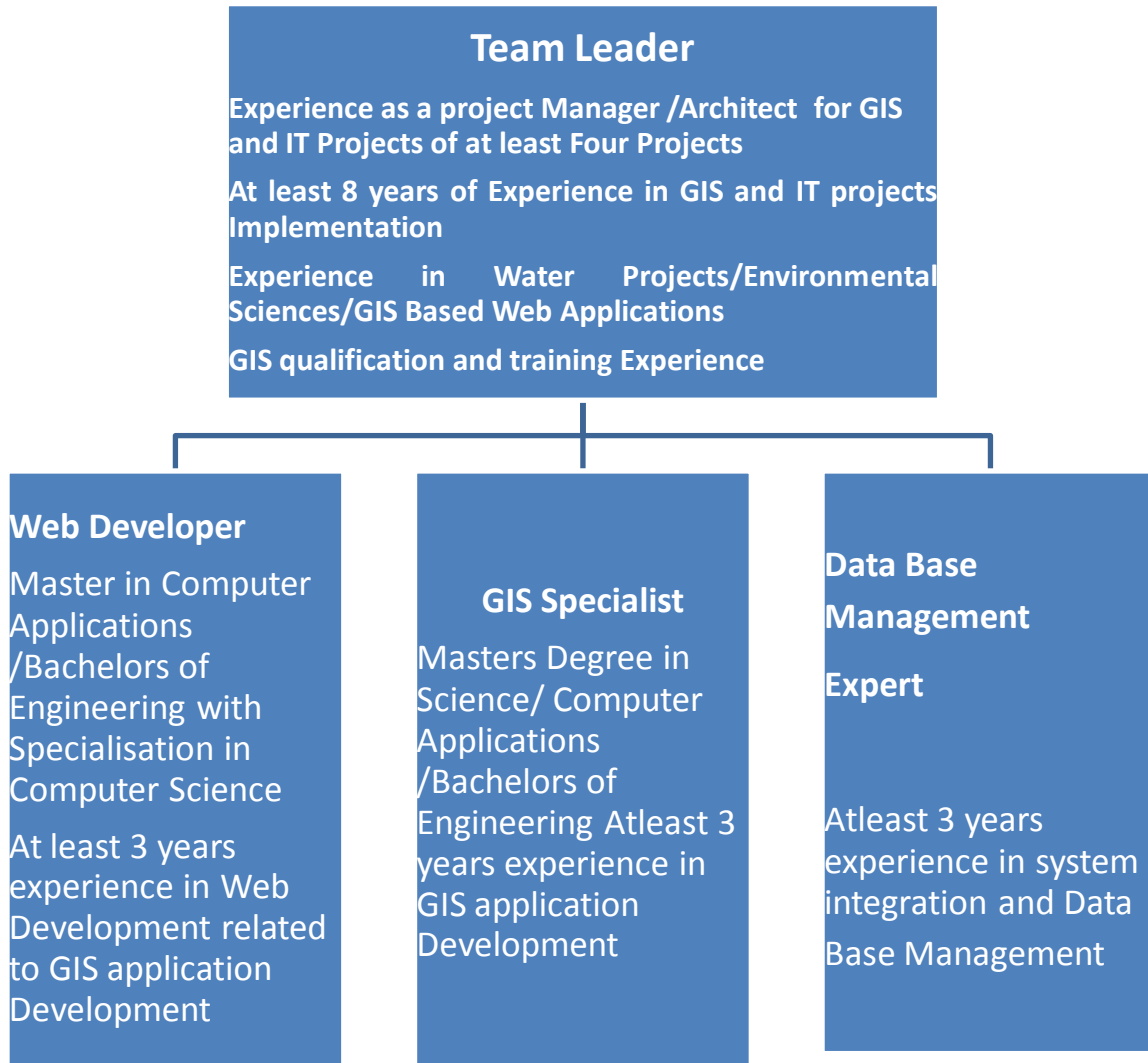 Team Leader
Experience as a project Manager /Architect for GIS
and IT Projects of at least Four Projects
At least 8 years of Experience in GIS and IT projects
Implementation
Experience in Water Projects/Environmental
Sciences/GIS Based Web Applications
GIS qualification and training Experience
Web Developer
Master in Computer
Applications
/Bachelors of
Engineering with
Specialisation in
Computer Science
At least 3 years
experience in Web
Development related
to GIS application
Development
GIS Specialist
Masters Degree in
Science/ Computer
Applications
/Bachelors of
Engineering Atleast 3
years experience in
GIS application
Development
Data Base
Management
Expert
Atleast 3 years
experience in system
integration and Data
Base Management